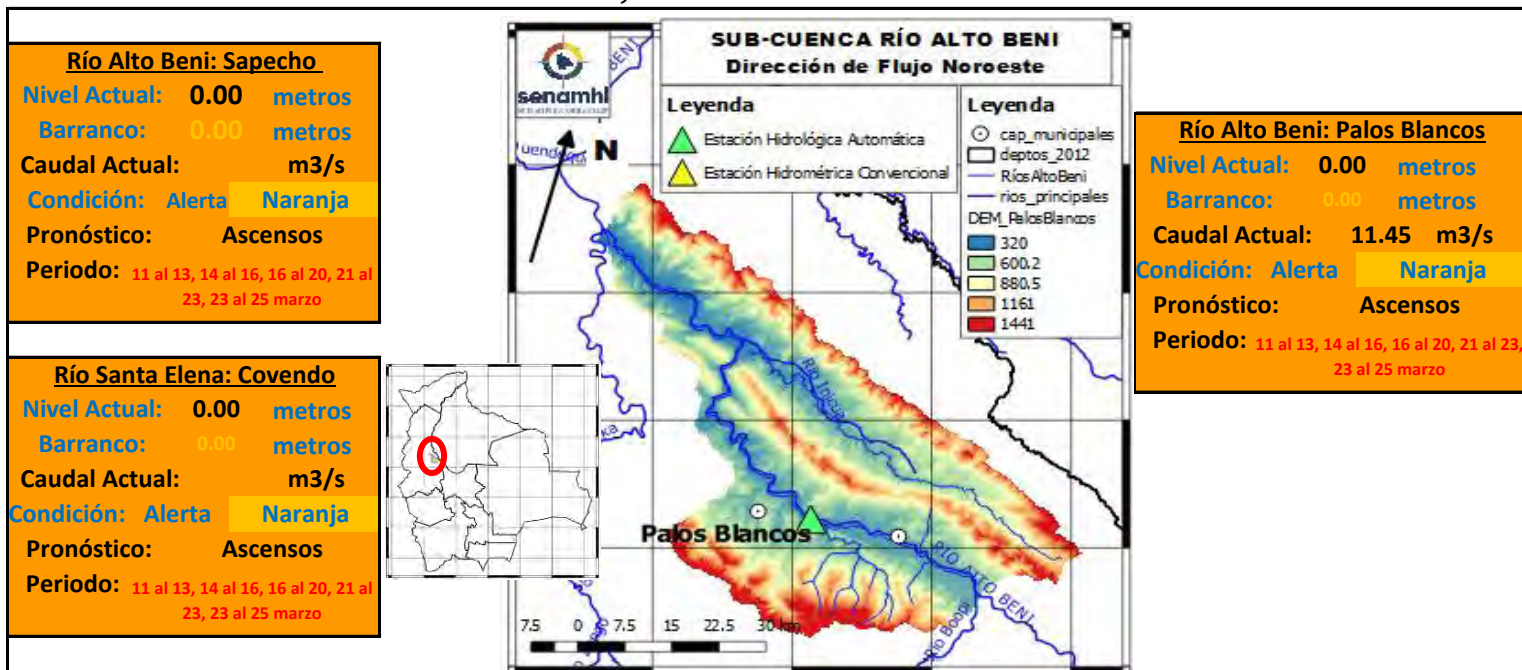 Río Alto Beni: Sapecho
Nivel Actual: 0.00 metros
Barranco: 0.00 metros
Caudal Actual: m3/s
Condición: Alerta Naranja
Pronóstico: Ascensos
Periodo: 11 al 13, 14 al 16, 16 al 20, 21 al
23, 23 al 25 marzo
Río Santa Elena: Covendo
Nivel Actual: 0.00 metros
Barranco: 0.00 metros
Caudal Actual: m3/s
Condición: Alerta Naranja
Pronóstico: Ascensos
Periodo: 11 al 13, 14 al 16, 16 al 20, 21 al
23, 23 al 25 marzo
senamhi
BENI
N
SUB-CUENCA RÍO ALTO BENI
Dirección de Flujo Noroeste
Leyenda
Estación Hidrológica Automática
Estación Hidrométrica Convencional
Leyenda
cap_municipales
deptos_2012
RíosAltoBeni
rios_principales
DEM_PalosBlancos
320
600.2
880.5
1161
1441
Río Inicua
Palos Blancos
RÍO ALTO BENI
Río Boopi
7.5 0 7.5 15 22.5 30 km
Río Alto Beni: Palos Blancos
Nivel Actual: 0.00 metros
Barranco: 0.00 metros
Caudal Actual: 11.45 m3/s
Condición: Alerta Naranja
Pronóstico: Ascensos
Periodo: 11 al 13, 14 al 16, 16 al 20, 21 al 23,
23 al 25 marzo